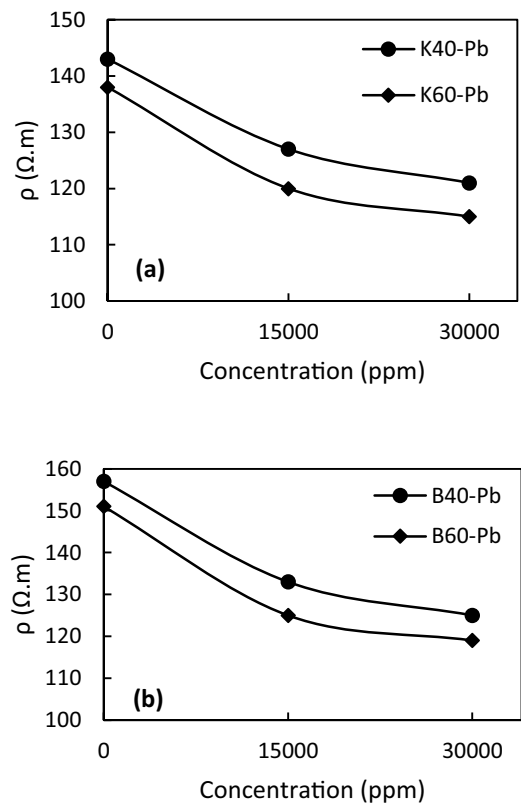 150
140
130
120
110
100
ρ (Ω.m)
K40-Pb
K60-Pb
(a)
0
15000
30000
Concentration (ppm)
160
150
140
130
120
110
100
ρ (Ω.m)
B40-Pb
B60-Pb
(b)
0
15000
30000
Concentration (ppm)